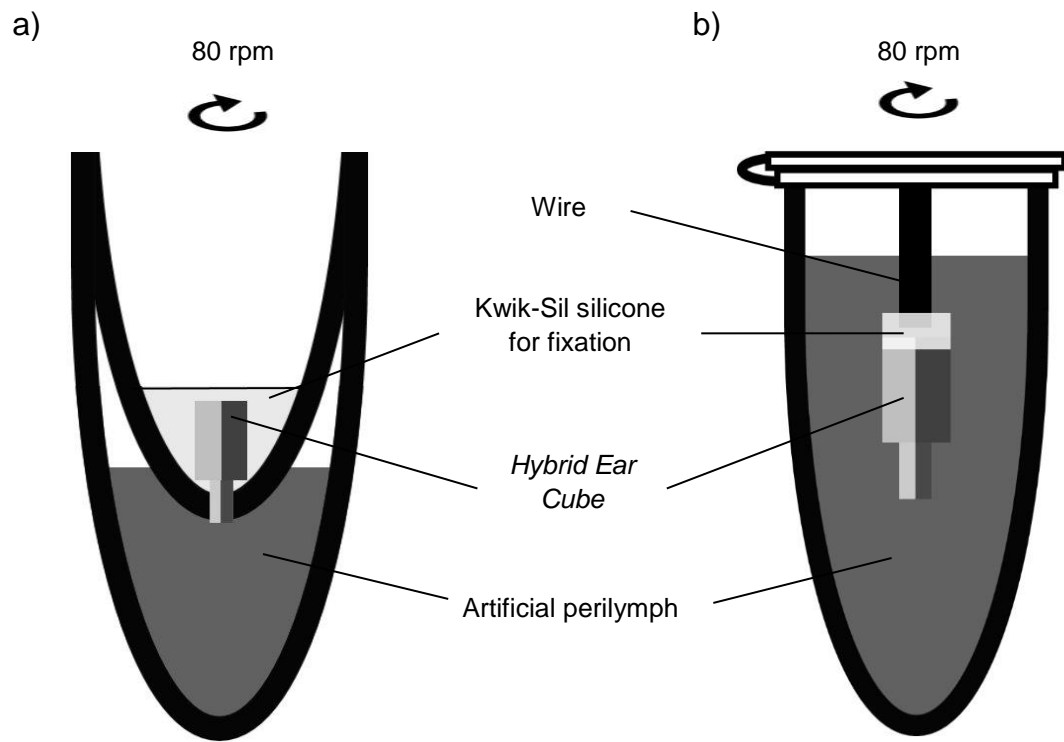 a)
80 rpm
b)
80 rpm
Wire
Kwik-Sil silicone
for fixation
Hybrid Ear
Cube
Artificial perilymph